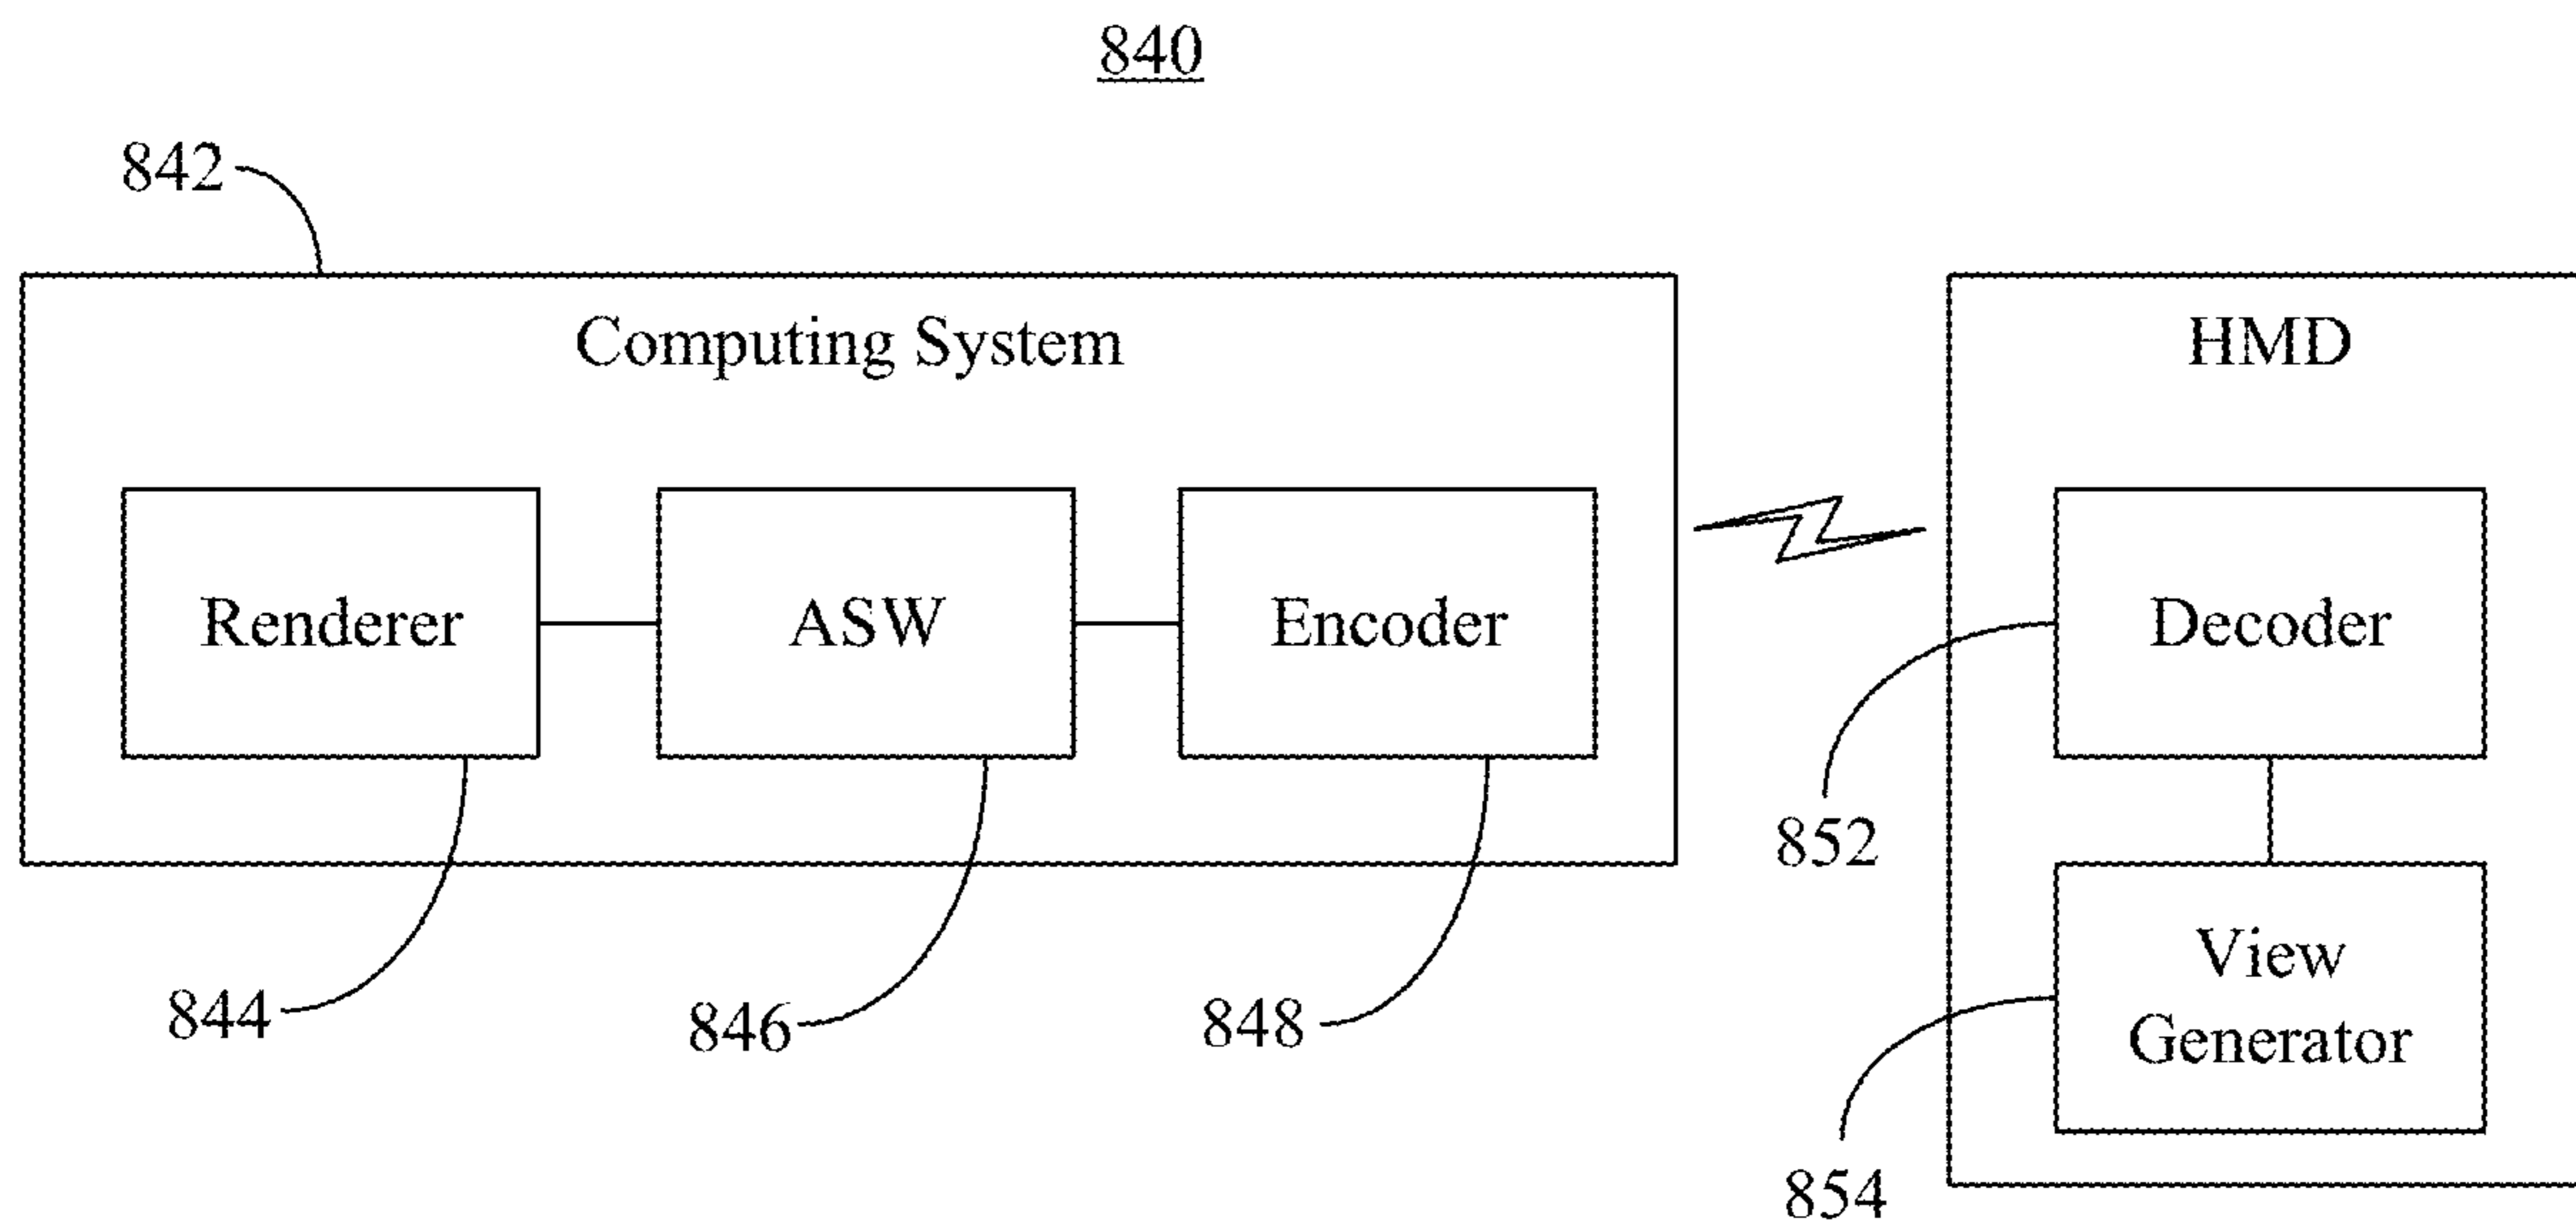 840
842
Computing System
HMD
Renderer
ASW
Encoder
Decoder
852
View
Generator
844
846
848
854